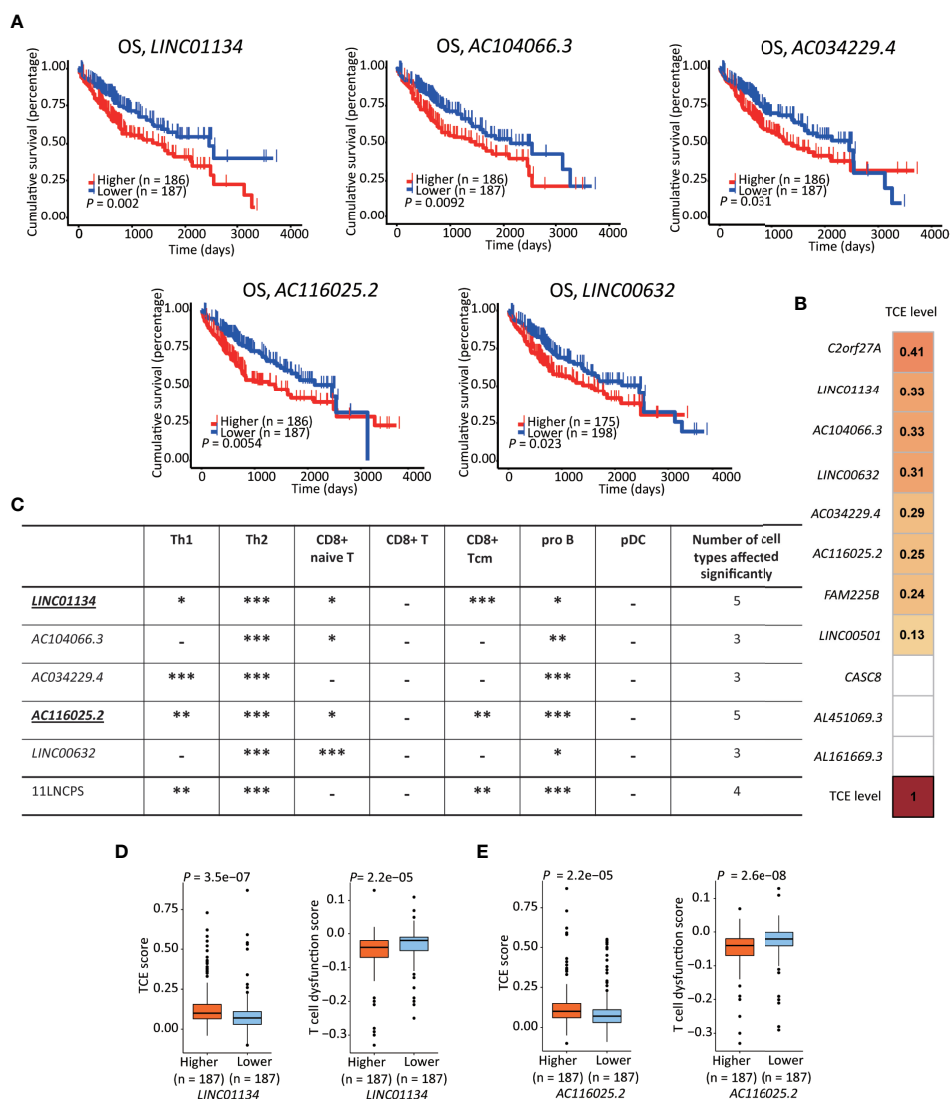 A
OS, LINC01134
Cumulative survival (percentage)
1.00
0.75
0.50
0.25
0.00
Higher (n = 186)
Lower (n = 187)
P = 0.002
0 1000 2000 3000 4000
Time (days)
OS, AC104066.3
Cumulative survival (percentage)
1.00
0.75
0.50
0.25
0.00
Higher (n = 186)
Lower (n = 187)
P = 0.0092
0 1000 2000 3000 4000
Time (days)
OS, AC034229.4
Cumulative survival (percentage)
1.00
0.75
0.50
0.25
0.00
Higher (n = 186)
Lower (n = 187)
P = 0.031
0 1000 2000 3000 4000
Time (days)
OS, AC116025.2
Cumulative survival (percentage)
1.00
0.75
0.50
0.25
0.00
Higher (n = 186)
Lower (n = 187)
P = 0.0054
0 1000 2000 3000 4000
Time (days)
OS, LINC00632
Cumulative survival (percentage)
1.00
0.75
0.50
0.25
0.00
Higher (n = 175)
Lower (n = 198)
P = 0.023
0 1000 2000 3000 4000
Time (days)
B
TCE level
C2orf27A 0.41
LINC01134 0.33
AC104066.3 0.33
LINC00632 0.31
AC034229.4 0.29
AC116025.2 0.25
FAM225B 0.24
LINC00501 0.13
CASC8
AL451069.3
AL161669.3
TCE level 1
C
Th1 Th2 CD8+ naive T CD8+ T CD8+ Tcm pro B pDC Number of cell types affected significantly
LINC01134 * *** * - *** * - 5
AC104066.3 - *** * - - ** - 3
AC034229.4 *** *** - - - *** - 3
AC116025.2 ** *** * - ** *** - 5
LINC00632 - *** *** - - * - 3
11LNCPS ** *** - - ** *** - 4
D
P = 3.5e−07
TCE score
0.75
0.50
0.25
0.00
Higher Lower
(n = 187) (n = 187)
LINC01134
P= 2.2e−05
T cell dysfunction score
0.1
0.0
−0.1
−0.2
−0.3
Higher Lower
(n = 187) (n = 187)
LINC01134
E
P = 2.2e−05
TCE score
0.75
0.50
0.25
0.00
Higher Lower
(n = 187) (n = 187)
AC116025.2
P = 2.6e−08
T cell dysfunction score
0.1
0.0
−0.1
−0.2
−0.3
Higher Lower
(n = 187) (n = 187)
AC116025.2